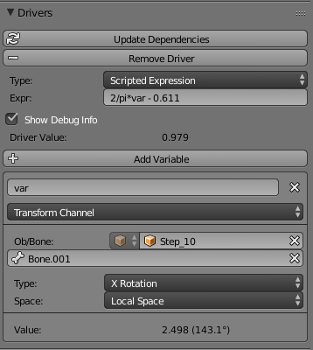 Drivers
Update Dependencies
Remove Driver
Type: Scripted Expression
Expr: 2/pi*var - 0.611
Show Debug Info
Driver Value: 0.979
Add Variable
var
Transform Channel
Ob/Bone: Step_10
Bone.001
Type: X Rotation
Space: Local Space
Value: 2.498 (143.1°)